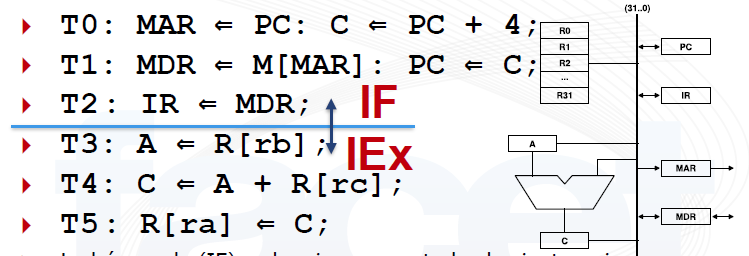 T0: MAR ⇐ PC: C ⇐ PC + 4;
T1: MDR ⇐ M[MAR]: PC ⇐ C;
T2: IR ⇐ MDR;
IF
T3: A ⇐ R[rb];
IEx
T4: C ⇐ A + R[rc];
T5: R[ra] ⇐ C;
(31..0)
R0
R1
R2
...
R31
PC
IR
A
MAR
MDR
C